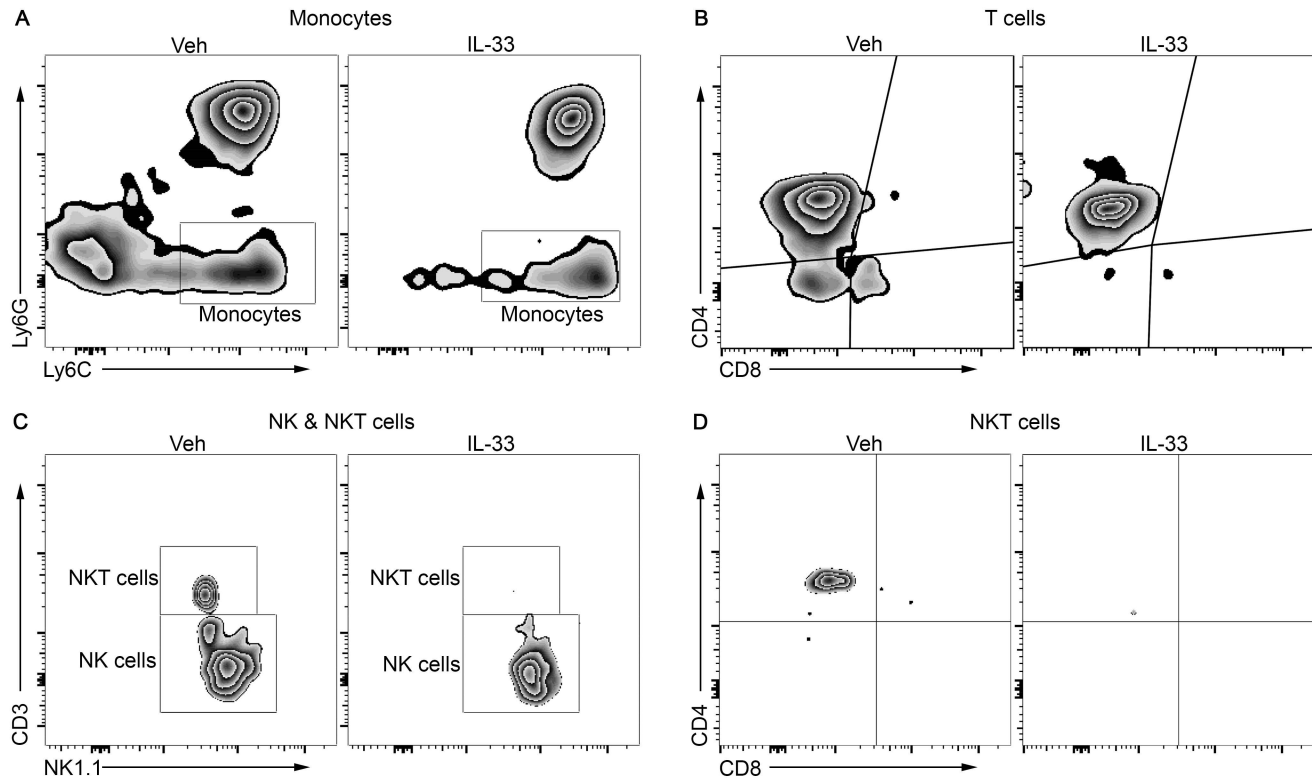 A
Monocytes
Veh
IL-33
Ly6G
Monocytes
Monocytes
Ly6C
B
T cells
Veh
IL-33
CD4
CD8
C
NK & NKT cells
Veh
IL-33
NKT cells
NKT cells
NK cells
NK cells
CD3
NK1.1
D
NKT cells
Veh
IL-33
CD4
CD8